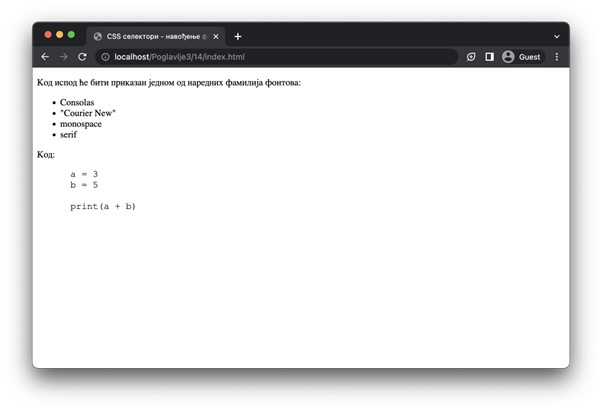 CSS селектори - навођење ф
localhost/Poglavlje3/14/index.html
Guest
Код испод ће бити приказан једном од наредних фамилија фонтова:
Consolas
"Courier New"
monospace
serif
Код:
a = 3
b = 5
print(a + b)